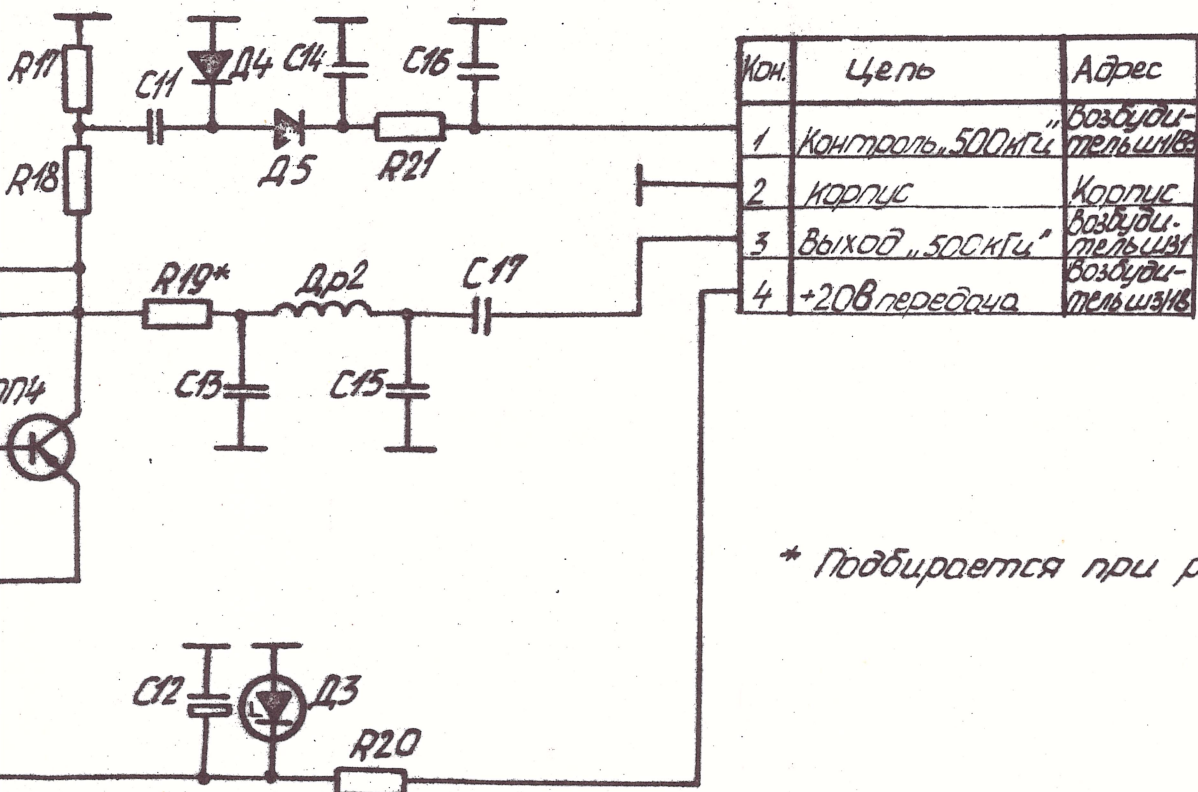 R17
C11
Д4
C14
C16
R18
Д5
R21
Кон. Цепь Адрес
1 Контроль „500кГц" Возбуди-
2 Корпус Корпус
3 Выход „500кГц" Возбуди-
4 +20В передача Возбуди-
R19*
Др2
C17
C13
C15
ПП4
* Подбирается при р
C12
Д3
R20